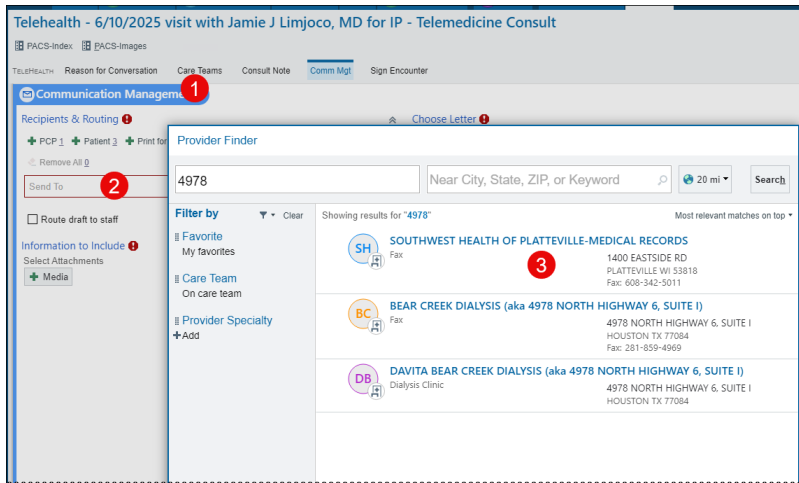 Telehealth - 6/10/2025 visit with Jamie J Limjoco, MD for IP - Telemedicine Consult
PACS-Index PACS-Images
TELEHEALTH Reason for Conversation Care Teams Consult Note Comm Mgt Sign Encounter
1
Communication Managem
Recipients & Routing Choose Letter
PCP 1 Patient 3 Print for
Remove All 0
Send To 2
Route draft to staff
Information to Include
Select Attachments
Media
Provider Finder
4978 Near City, State, ZIP, or Keyword 20 mi Search
Filter by Clear Showing results for "4978" Most relevant matches on top
Favorite
My favorites
Care Team
On care team
Provider Specialty
Add
SH SOUTHWEST HEALTH OF PLATTEVILLE-MEDICAL RECORDS
Fax 3 1400 EASTSIDE RD
PLATTEVILLE WI 53818
Fax: 608-342-5011
BC BEAR CREEK DIALYSIS (aka 4978 NORTH HIGHWAY 6, SUITE I)
Fax 4978 NORTH HIGHWAY 6, SUITE I
HOUSTON TX 77084
Fax: 281-859-4969
DB DAVITA BEAR CREEK DIALYSIS (aka 4978 NORTH HIGHWAY 6, SUITE I)
Dialysis Clinic 4978 NORTH HIGHWAY 6, SUITE I
HOUSTON TX 77084